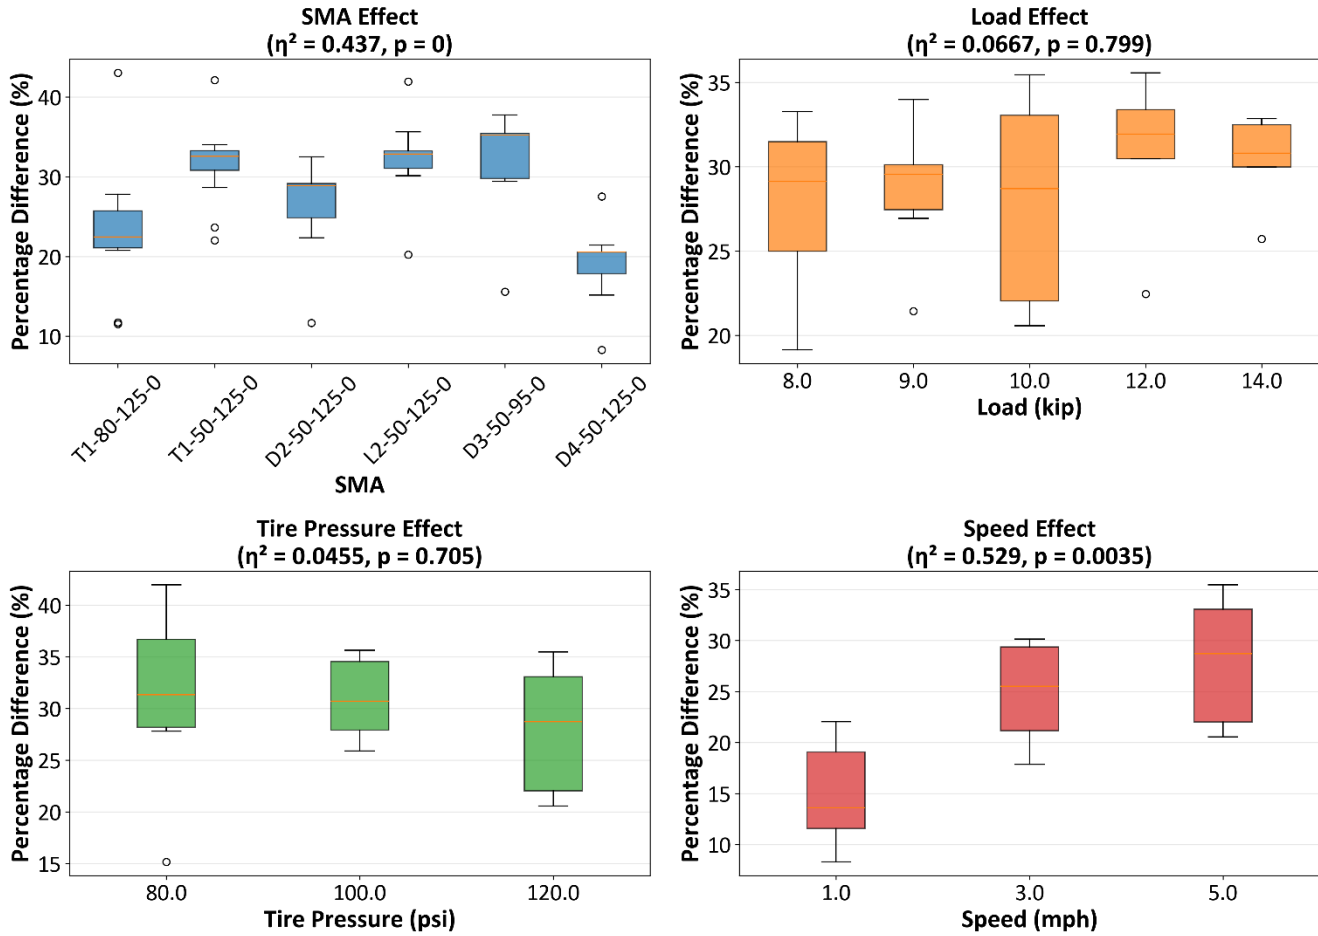 SMA Effect
(η² = 0.437, p = 0)
Percentage Difference (%)
40
30
20
10
T1-80-125-0
T1-50-125-0
D2-50-125-0
L2-50-125-0
D3-50-95-0
D4-50-125-0
SMA
Load Effect
(η² = 0.0667, p = 0.799)
Percentage Difference (%)
35
30
25
20
8.0
9.0
10.0
12.0
14.0
Load (kip)
Tire Pressure Effect
(η² = 0.0455, p = 0.705)
Percentage Difference (%)
40
35
30
25
20
15
80.0
100.0
120.0
Tire Pressure (psi)
Speed Effect
(η² = 0.529, p = 0.0035)
Percentage Difference (%)
35
30
25
20
15
10
1.0
3.0
5.0
Speed (mph)